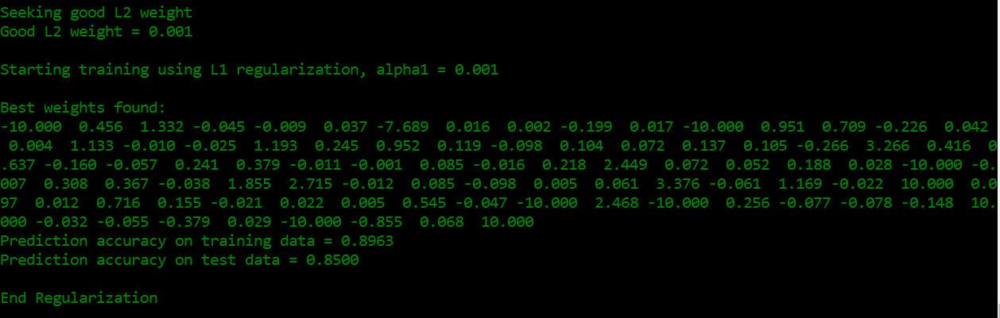 Seeking good L2 weight
Good L2 weight = 0.001
Starting training using L1 regularization, alpha1 = 0.001
Best weights found:
-10.000  0.456  1.332 -0.045 -0.009  0.037 -7.689  0.016  0.002 -0.199  0.017 -10.000  0.951  0.709 -0.226  0.042
 0.004  1.133 -0.010 -0.025  1.193  0.245  0.952  0.119 -0.098  0.104  0.072  0.137  0.105 -0.266  3.266  0.416  0
.637 -0.160 -0.057  0.241  0.379 -0.011 -0.001  0.085 -0.016  0.218  2.449  0.072  0.052  0.188  0.028 -10.000 -0.
007  0.308  0.367 -0.038  1.855  2.715 -0.012  0.085 -0.098  0.005  0.061  3.376 -0.061  1.169 -0.022  10.000  0.0
97  0.012  0.716  0.155 -0.021  0.022  0.005  0.545 -0.047 -10.000  2.468 -10.000  0.256 -0.077 -0.078 -0.148  10.
000 -0.032 -0.055 -0.379  0.029 -10.000 -0.855  0.068  10.000
Prediction accuracy on training data = 0.8963
Prediction accuracy on test data = 0.8500
End Regularization